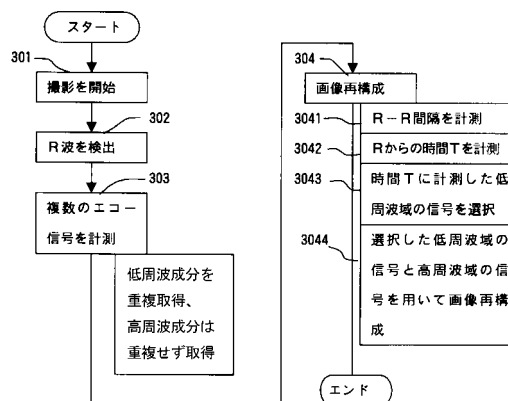 スタート
301
撮影を開始
302
R波を検出
303
複数のエコー
信号を計測
低周波成分を
重複取得、
高周波成分は
重複せず取得
304
画像再構成
3041
R－R間隔を計測
3042
Rからの時間Tを計測
3043
時間Tに計測した低
周波域の信号を選択
3044
選択した低周波域の
信号と高周波域の信
号を用いて画像再構
成
エンド